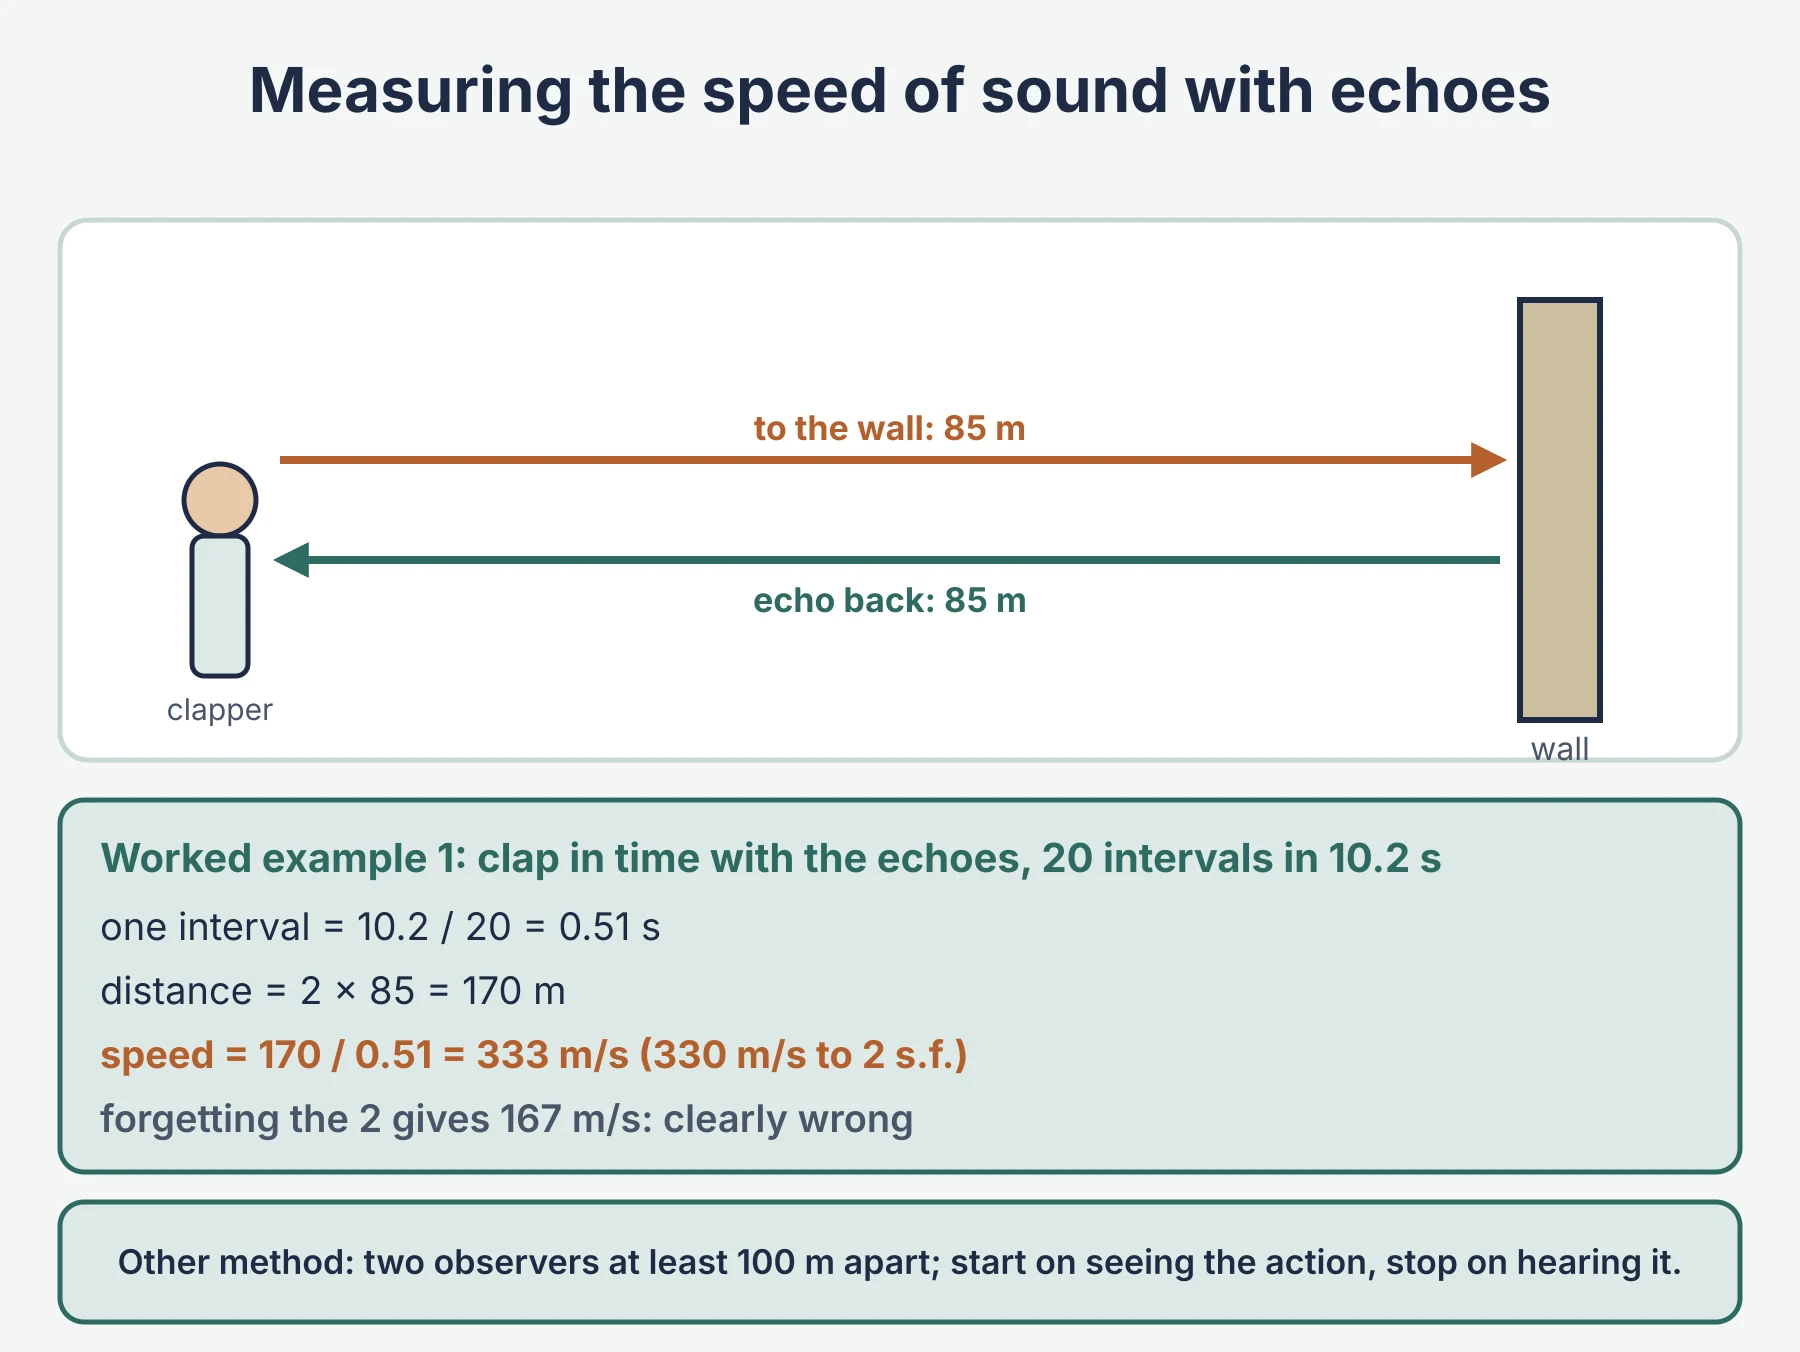 Measuring the speed of sound with echoes
to the wall: 85 m
echo back: 85 m
clapper
wall
Worked example 1: clap in time with the echoes, 20 intervals in 10.2 s
one interval = 10.2 / 20 = 0.51 s
distance = 2 × 85 = 170 m
speed = 170 / 0.51 = 333 m/s (330 m/s to 2 s.f.)
forgetting the 2 gives 167 m/s: clearly wrong
Other method: two observers at least 100 m apart; start on seeing the action, stop on hearing it.